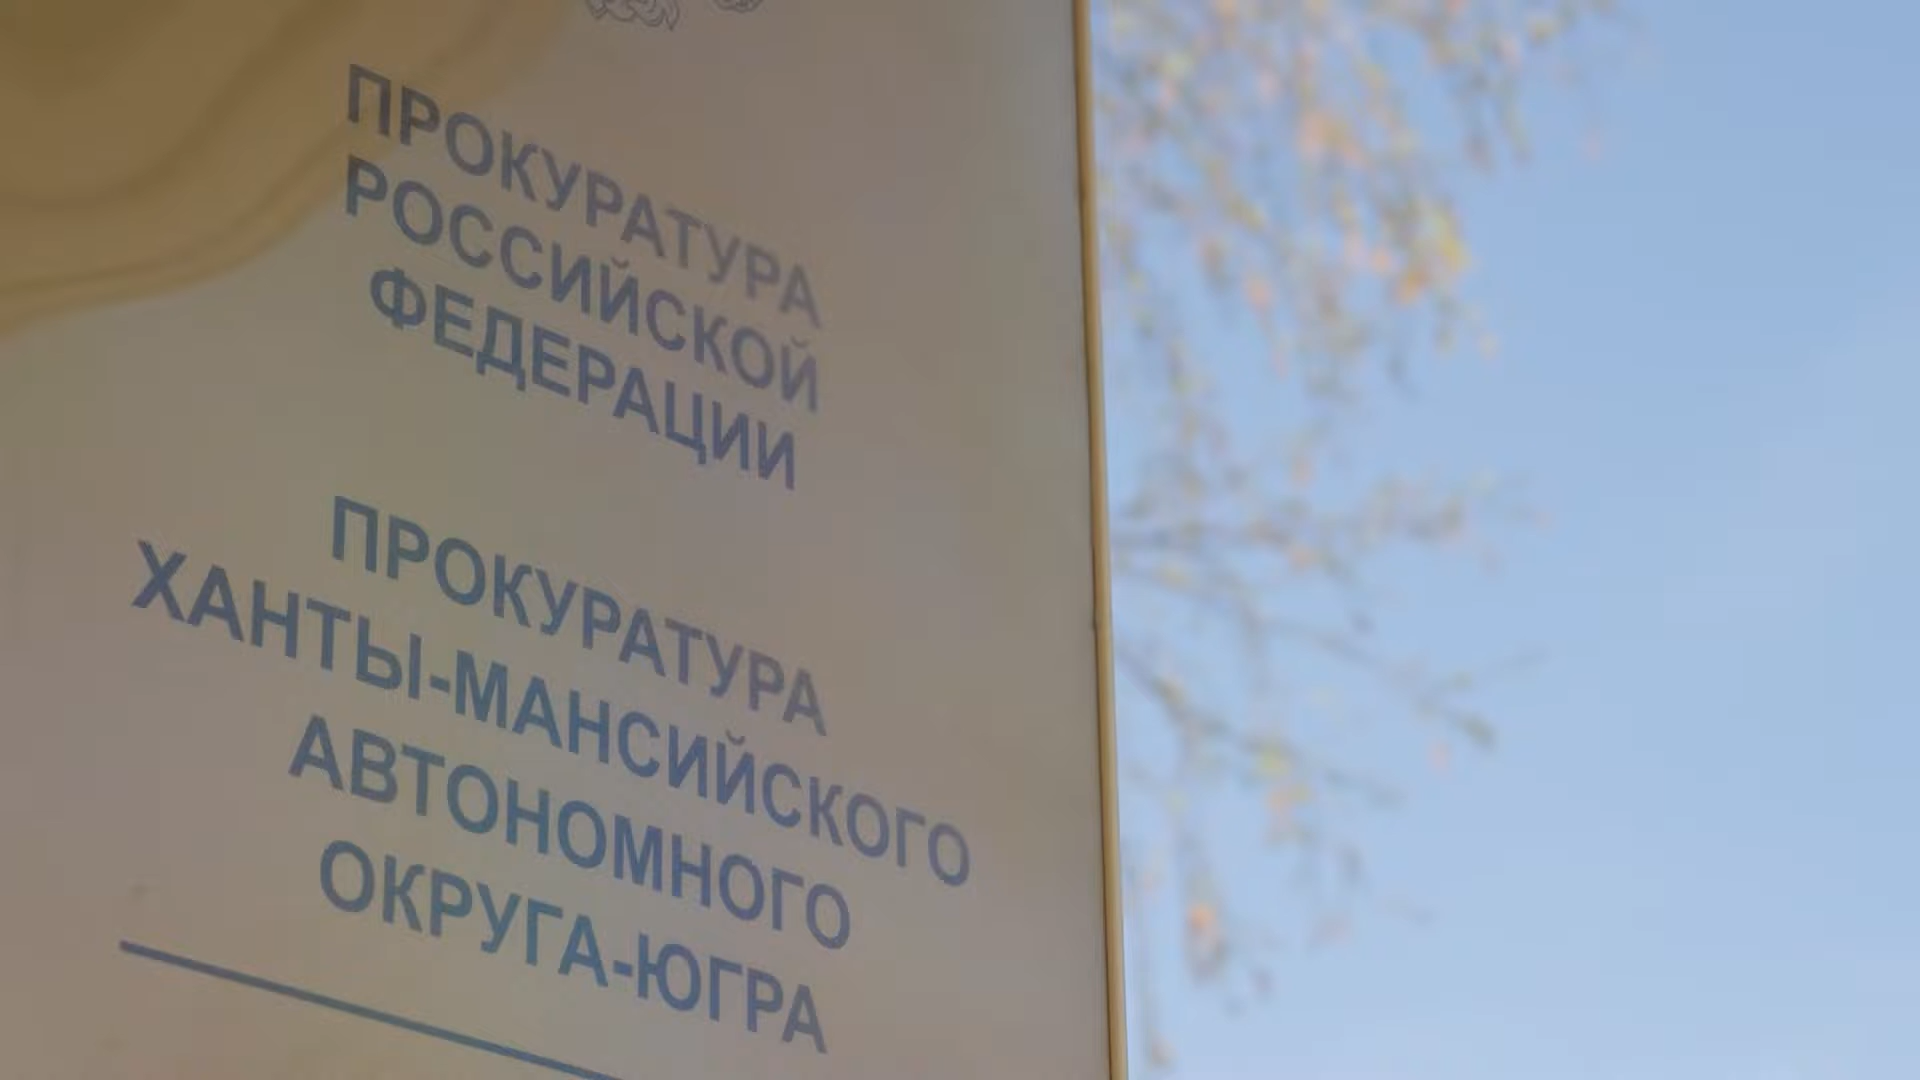 ПРОКУРАТУРА
РОССИЙСКОЙ
ФЕДЕРАЦИИ
ПРОКУРАТУРА
ХАНТЫ-МАНСИЙСКОГО
АВТОНОМНОГО
ОКРУГА-ЮГРА